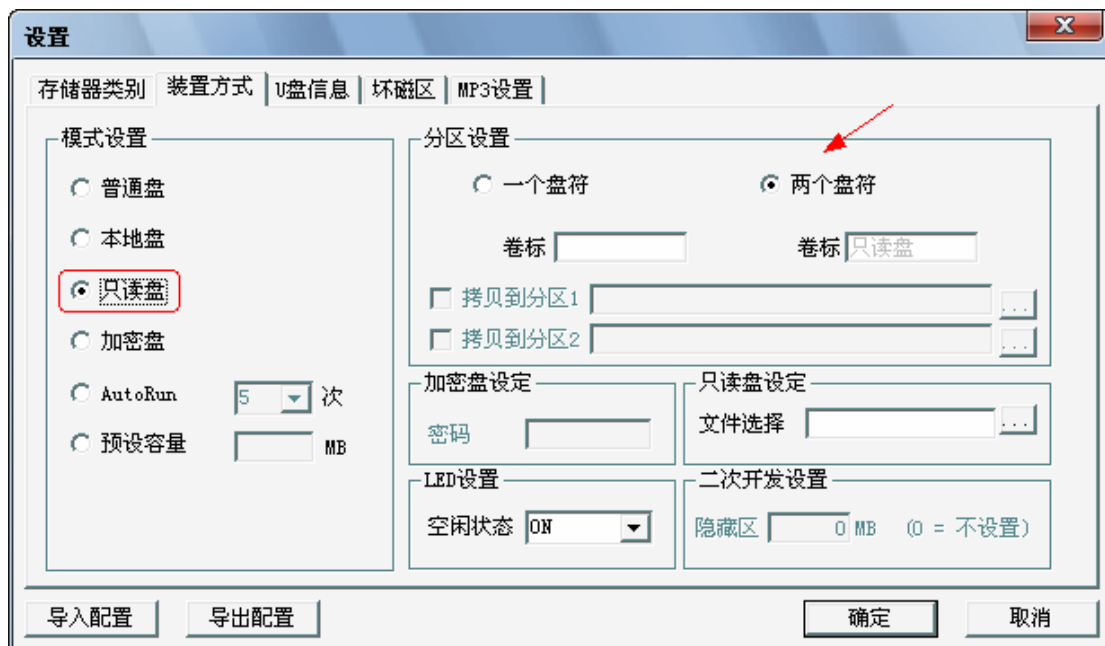 设置
存储器类别 装置方式 U盘信息 坏磁区 MP3设置
模式设置
普通盘
本地盘
只读盘
加密盘
AutoRun 5 次
预设容量 MB
分区设置
一个盘符 两个盘符
卷标 卷标 只读盘
拷贝到分区1 ...
拷贝到分区2 ...
加密盘设定
密码
只读盘设定
文件选择 ...
LED设置
空闲状态 ON
二次开发设置
隐藏区 0 MB (0 = 不设置)
导入配置 导出配置 确定 取消